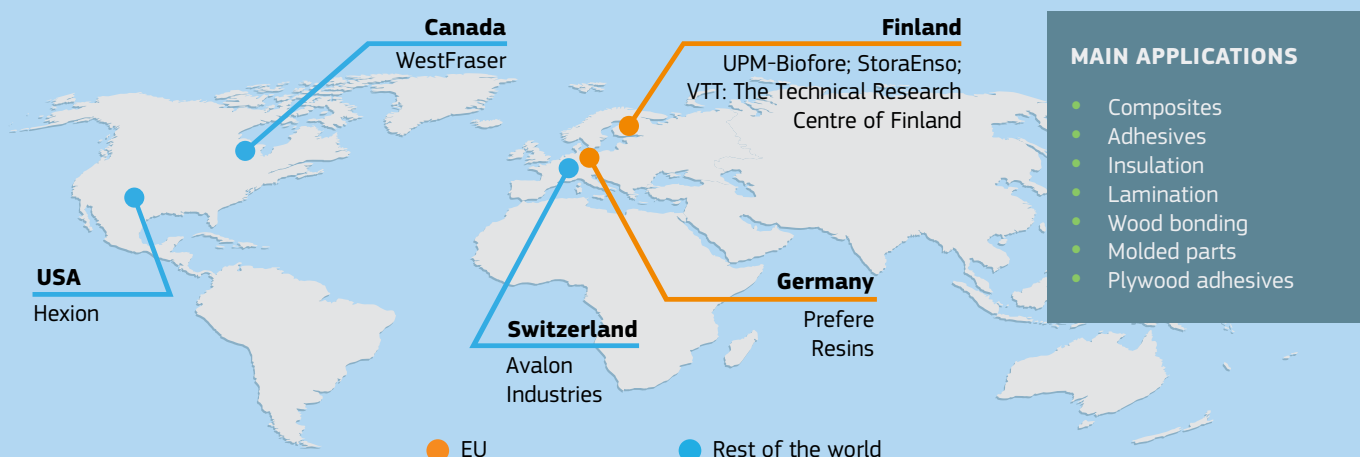 Canada
WestFraser
Finland
UPM-Biofore; StoraEnso;
VTT: The Technical Research
Centre of Finland
MAIN APPLICATIONS
• Composites
• Adhesives
• Insulation
• Lamination
• Wood bonding
• Molded parts
• Plywood adhesives
USA
Hexion
Switzerland
Avalon
Industries
Germany
Prefere
Resins
EU
Rest of the world